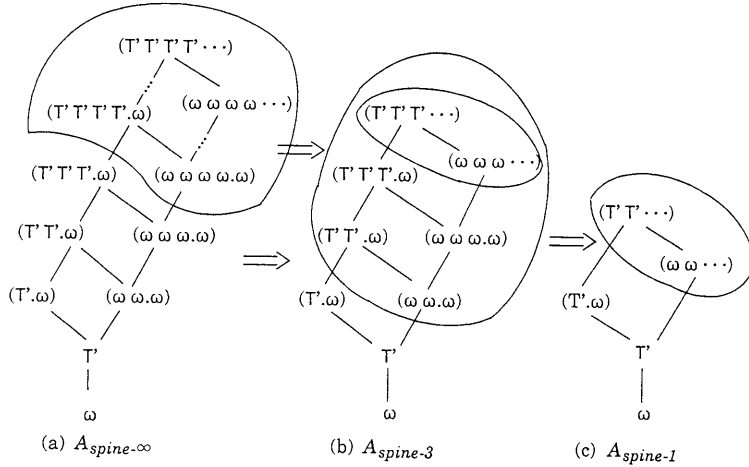 (T' T' T' T' ···)
(T' T' T' T'.ω) (ω ω ω ω ···)
(T' T' T'.ω) (ω ω ω ω.ω)
(T' T'.ω) (ω ω ω.ω)
(T'.ω) (ω ω.ω)
T'
ω
(a) A_spine-∞
(T' T' T' ···)
(T' T' T'.ω) (ω ω ω ···)
(T' T' .ω) (ω ω ω.ω)
(T'.ω) (ω ω.ω)
T'
ω
(b) A_spine-3
(T' T' ···)
(ω ω ···)
(T'.ω)
T'
ω
(c) A_spine-1